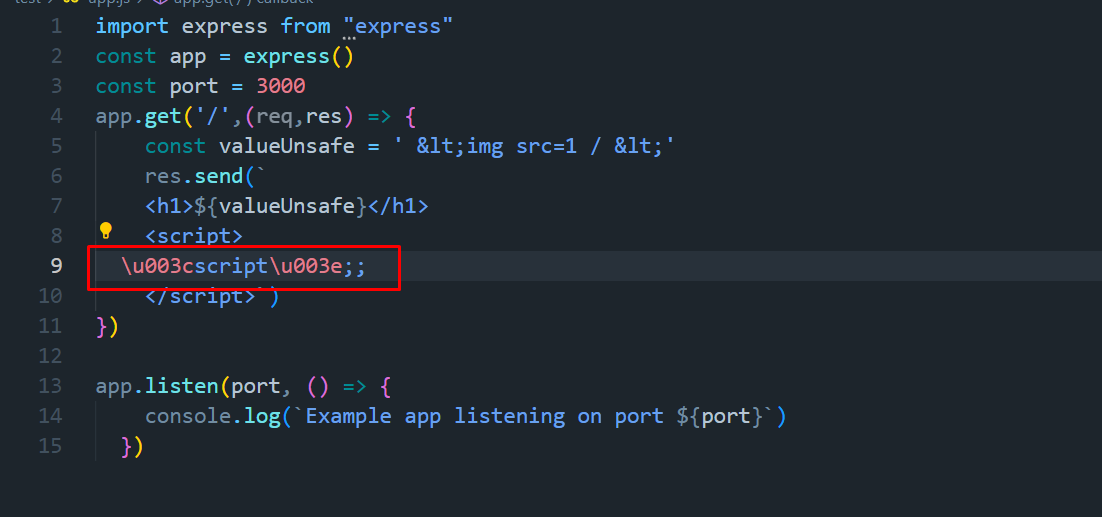 test > JS app.js > app.get('/') callback
1 import express from "express"
2 const app = express()
3 const port = 3000
4 app.get('/',(req,res) => {
5 const valueUnsafe = ' &lt;img src=1 / &lt;'
6 res.send(`
7 <h1>${valueUnsafe}</h1>
8 <script>
9 \u003cscript\u003e;;
10 </script>`)
11 })
12
13 app.listen(port, () => {
14 console.log(`Example app listening on port ${port}`)
15 })